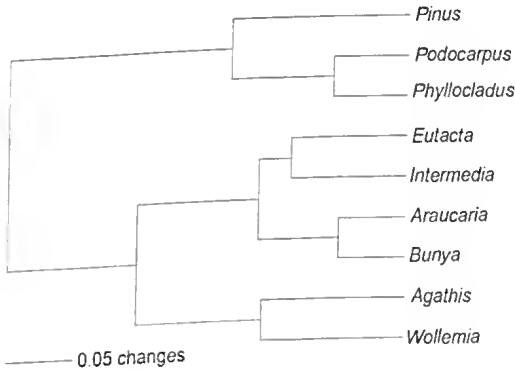 Pinus
Podocarpus
Phyllocladus
Eutacta
Intermedia
Araucaria
Bunya
Agathis
Wollemia
0.05 changes